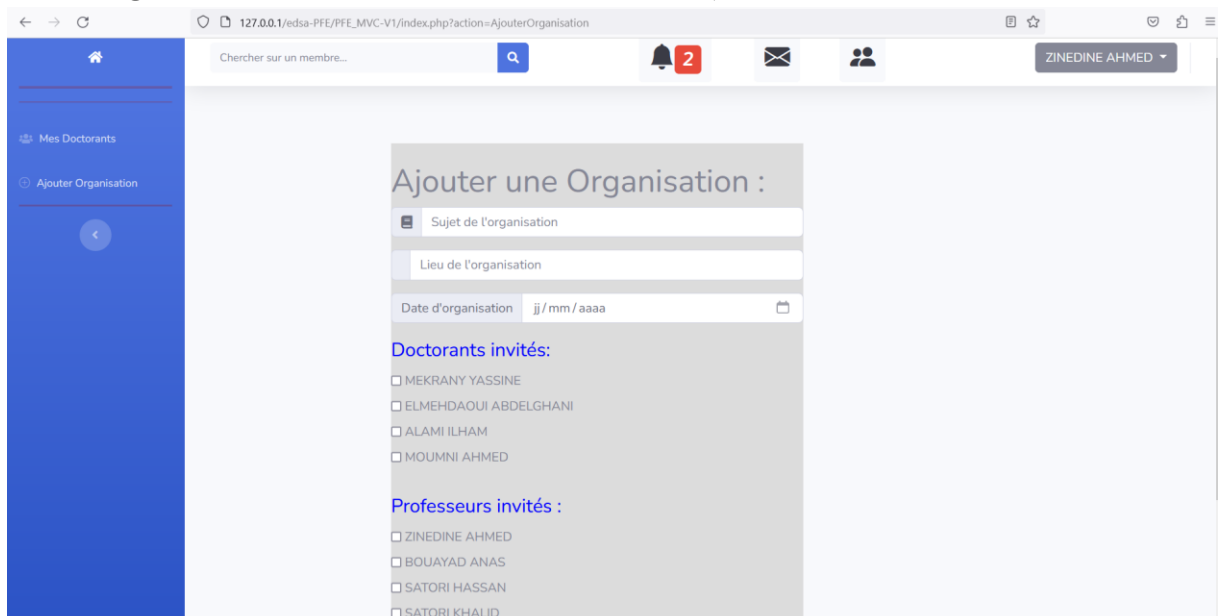 127.0.0.1/edsa-PFE/PFE_MVC-V1/index.php?action=AjouterOrganisation
Chercher sur un membre...
2
ZINEDINE AHMED
Mes Doctorants
Ajouter Organisation
Ajouter une Organisation :
Sujet de l'organisation
Lieu de l'organisation
Date d'organisation jj/mm/aaaa
Doctorants invités:
MEKRANY YASSINE
ELMEHDAOUI ABDELGHANI
ALAMI ILHAM
MOUMNI AHMED
Professeurs invités :
ZINEDINE AHMED
BOUAYAD ANAS
SATORI HASSAN
SATORI KHALID